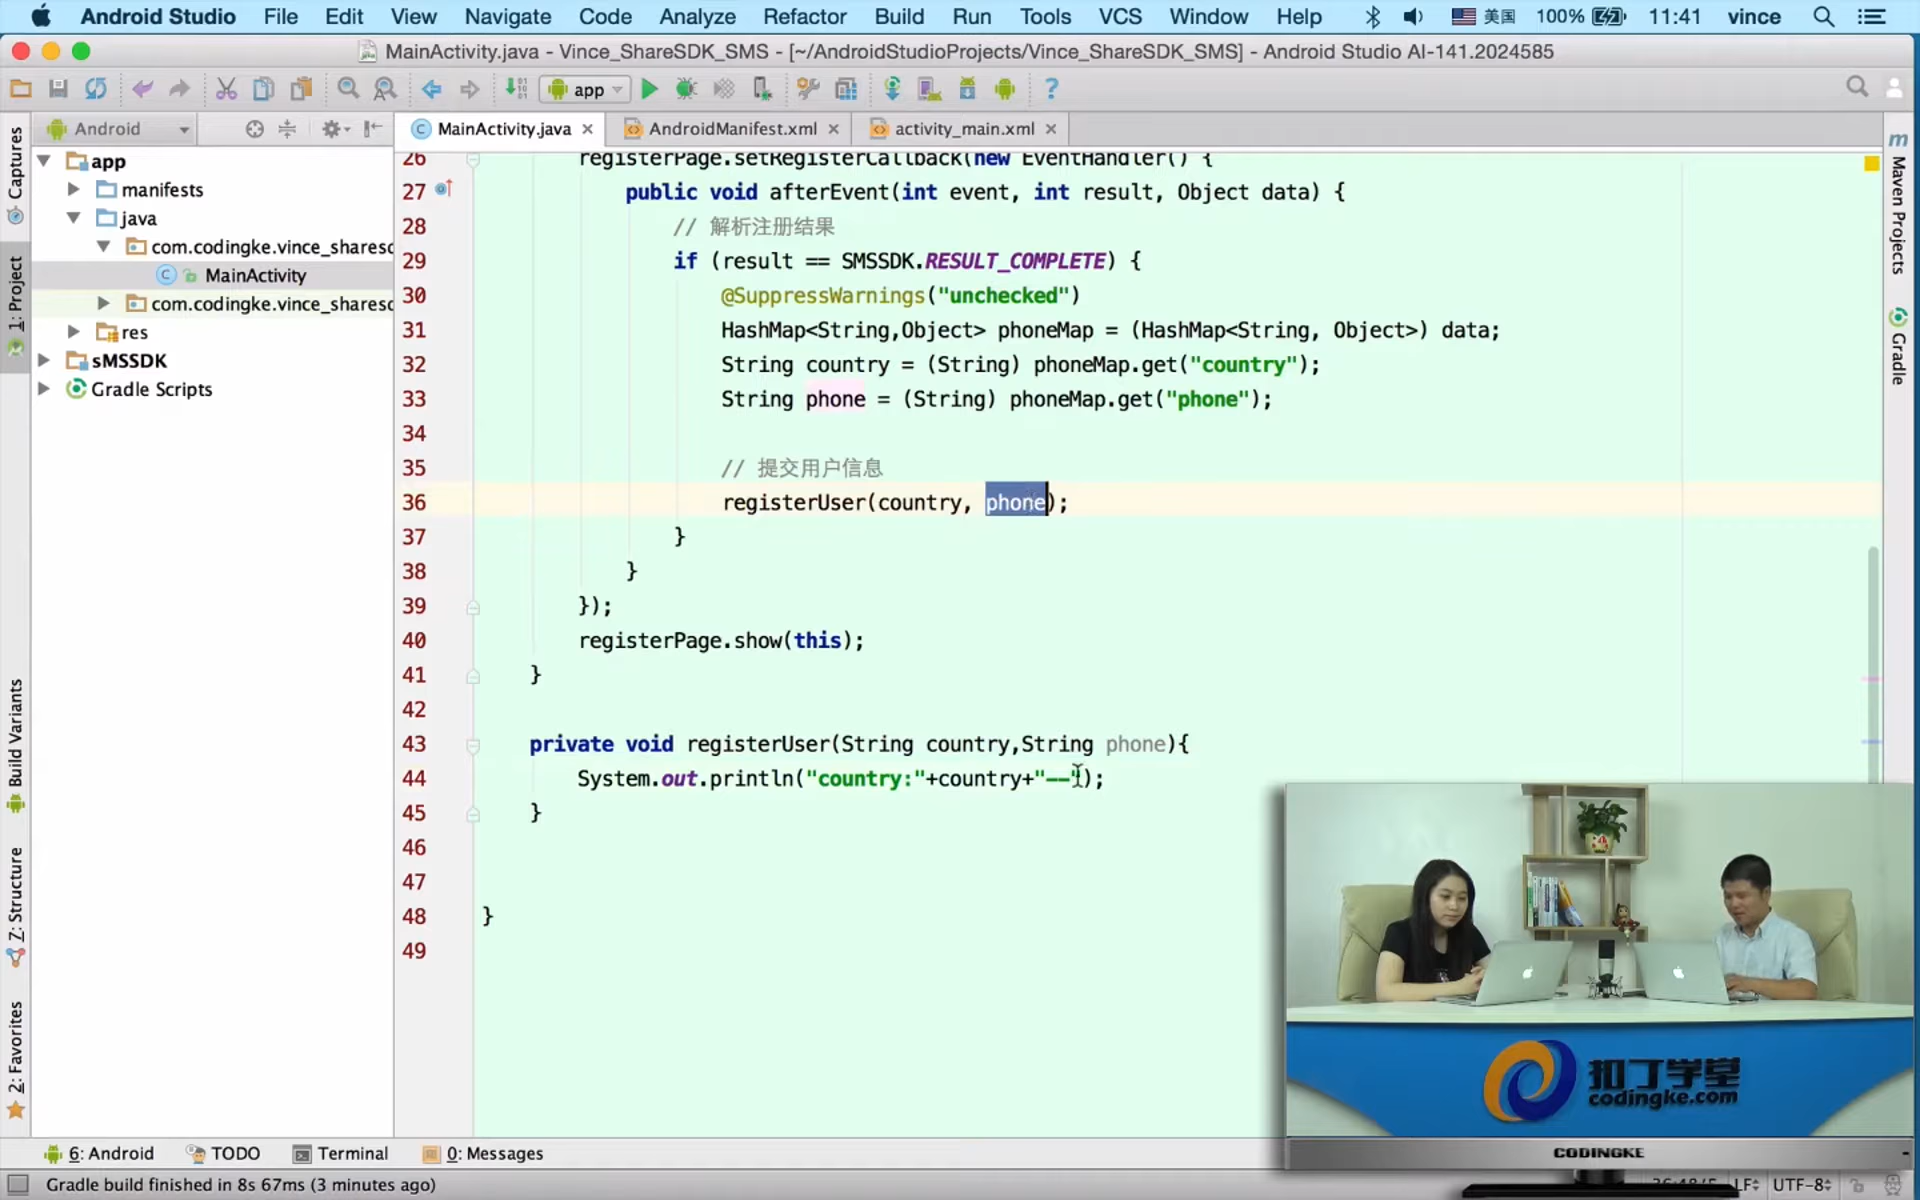 Android Studio File Edit View Navigate Code Analyze Refactor Build Run Tools VCS Window Help 美国 100% 11:41 vince
MainActivity.java - Vince_ShareSDK_SMS - [~/AndroidStudioProjects/Vince_ShareSDK_SMS] - Android Studio AI-141.2024585
app
Android
MainActivity.java
AndroidManifest.xml
activity_main.xml
Captures
1: Project
Build Variants
Z: Structure
2: Favorites
app
manifests
java
com.codingke.vince_sharesd
MainActivity
com.codingke.vince_sharesd
res
sMSSDK
Gradle Scripts
26 registerPage.setRegisterCallback(new EventHandler() {
27 public void afterEvent(int event, int result, Object data) {
28 // 解析注册结果
29 if (result == SMSSDK.RESULT_COMPLETE) {
30 @SuppressWarnings("unchecked")
31 HashMap<String,Object> phoneMap = (HashMap<String, Object>) data;
32 String country = (String) phoneMap.get("country");
33 String phone = (String) phoneMap.get("phone");
34
35 // 提交用户信息
36 registerUser(country, phone);
37 }
38 }
39 });
40 registerPage.show(this);
41 }
42
43 private void registerUser(String country,String phone){
44 System.out.println("country:"+country+"--");
45 }
46
47
48 }
49
Maven Projects
Gradle
扣丁学堂
codingke.com
CODINGKE
6: Android TODO Terminal 0: Messages
Gradle build finished in 8s 67ms (3 minutes ago)
UTF-8